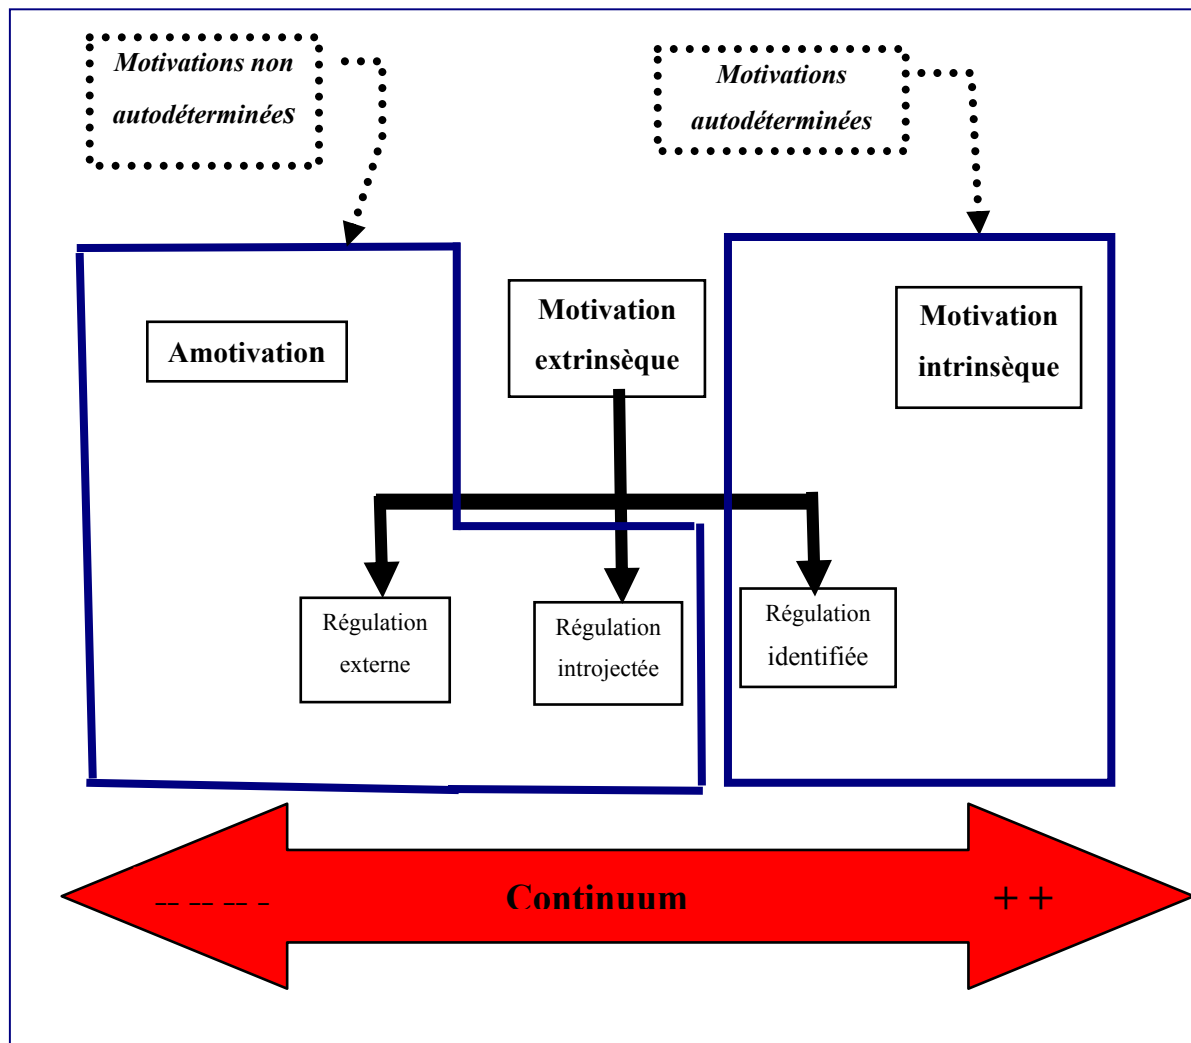 Motivations non
autodéterminées
Motivations
autodéterminées
Amotivation
Motivation
extrinsèque
Motivation
intrinsèque
Régulation
externe
Régulation
introjectée
Régulation
identifiée
-- -- -- -
Continuum
+ +